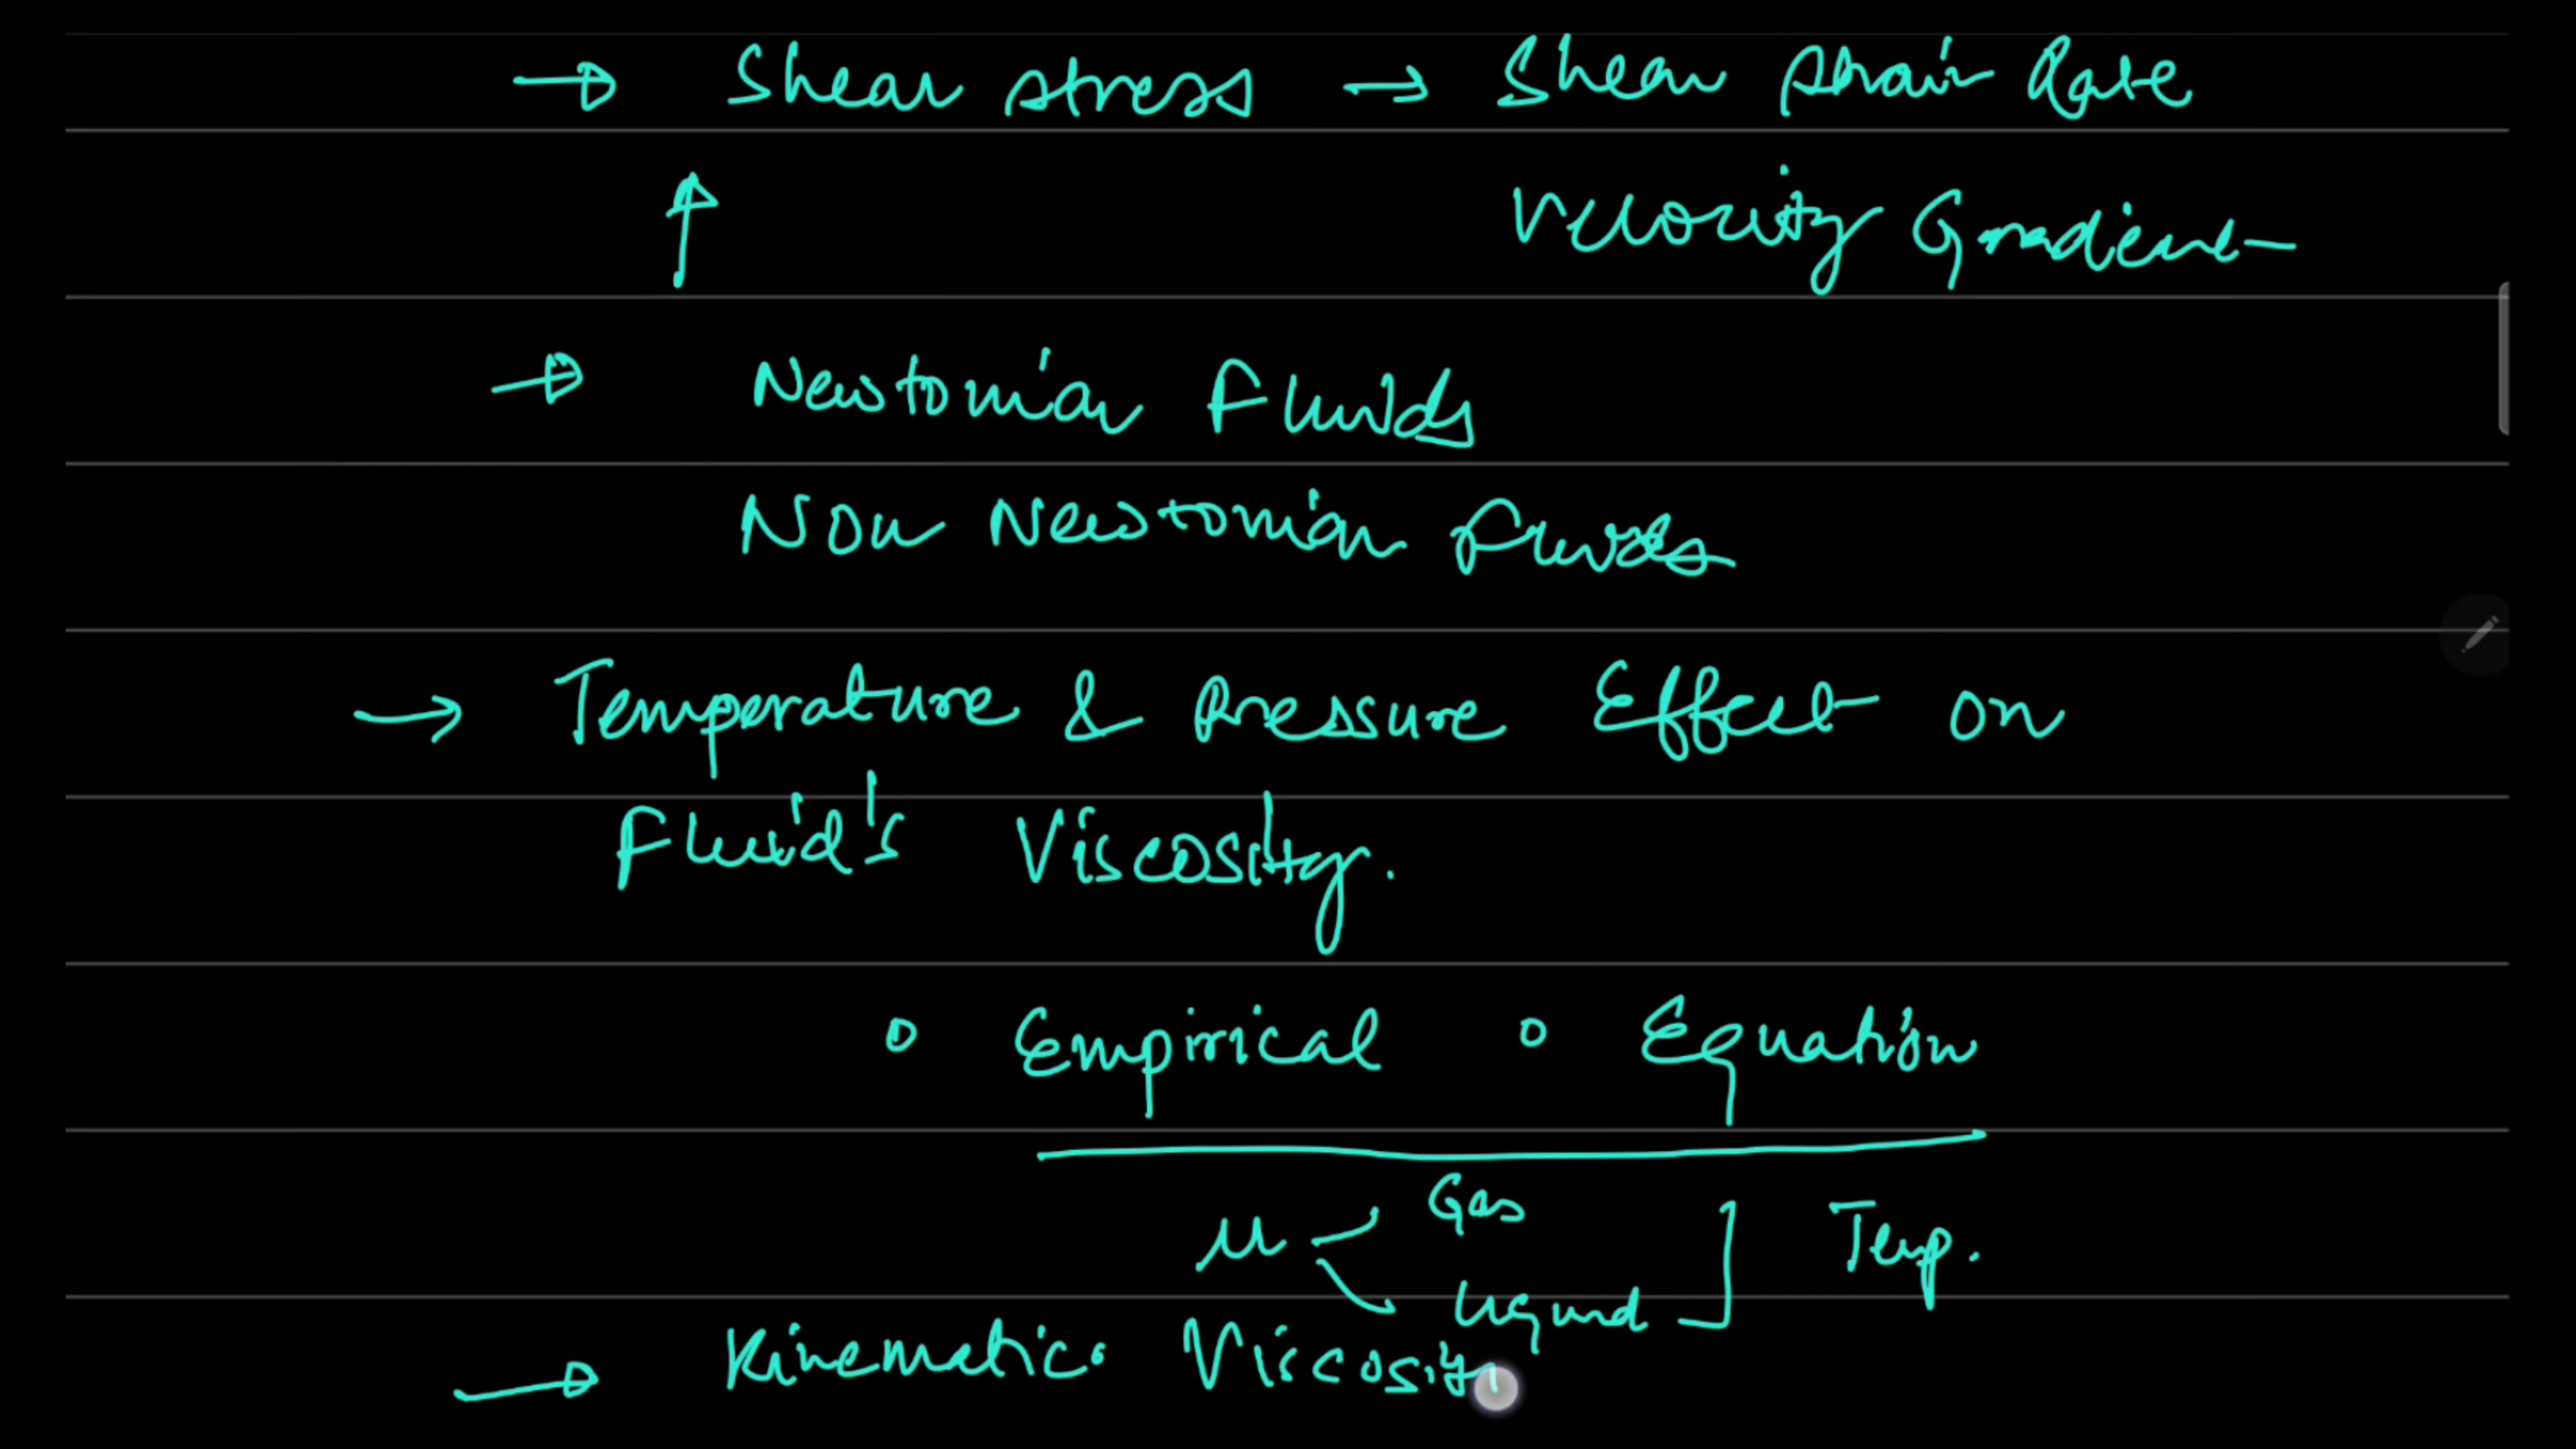 → Shear stress → Shear strain Rate
↑ Velocity Gradient
→ Newtonian Fluids
Non Newtonian fluids
→ Temperature & Pressure Effect on
Fluid's Viscosity.
o Empirical o Equation
Gas
μ Temp.
Liquid
→ Kinematic Viscosity